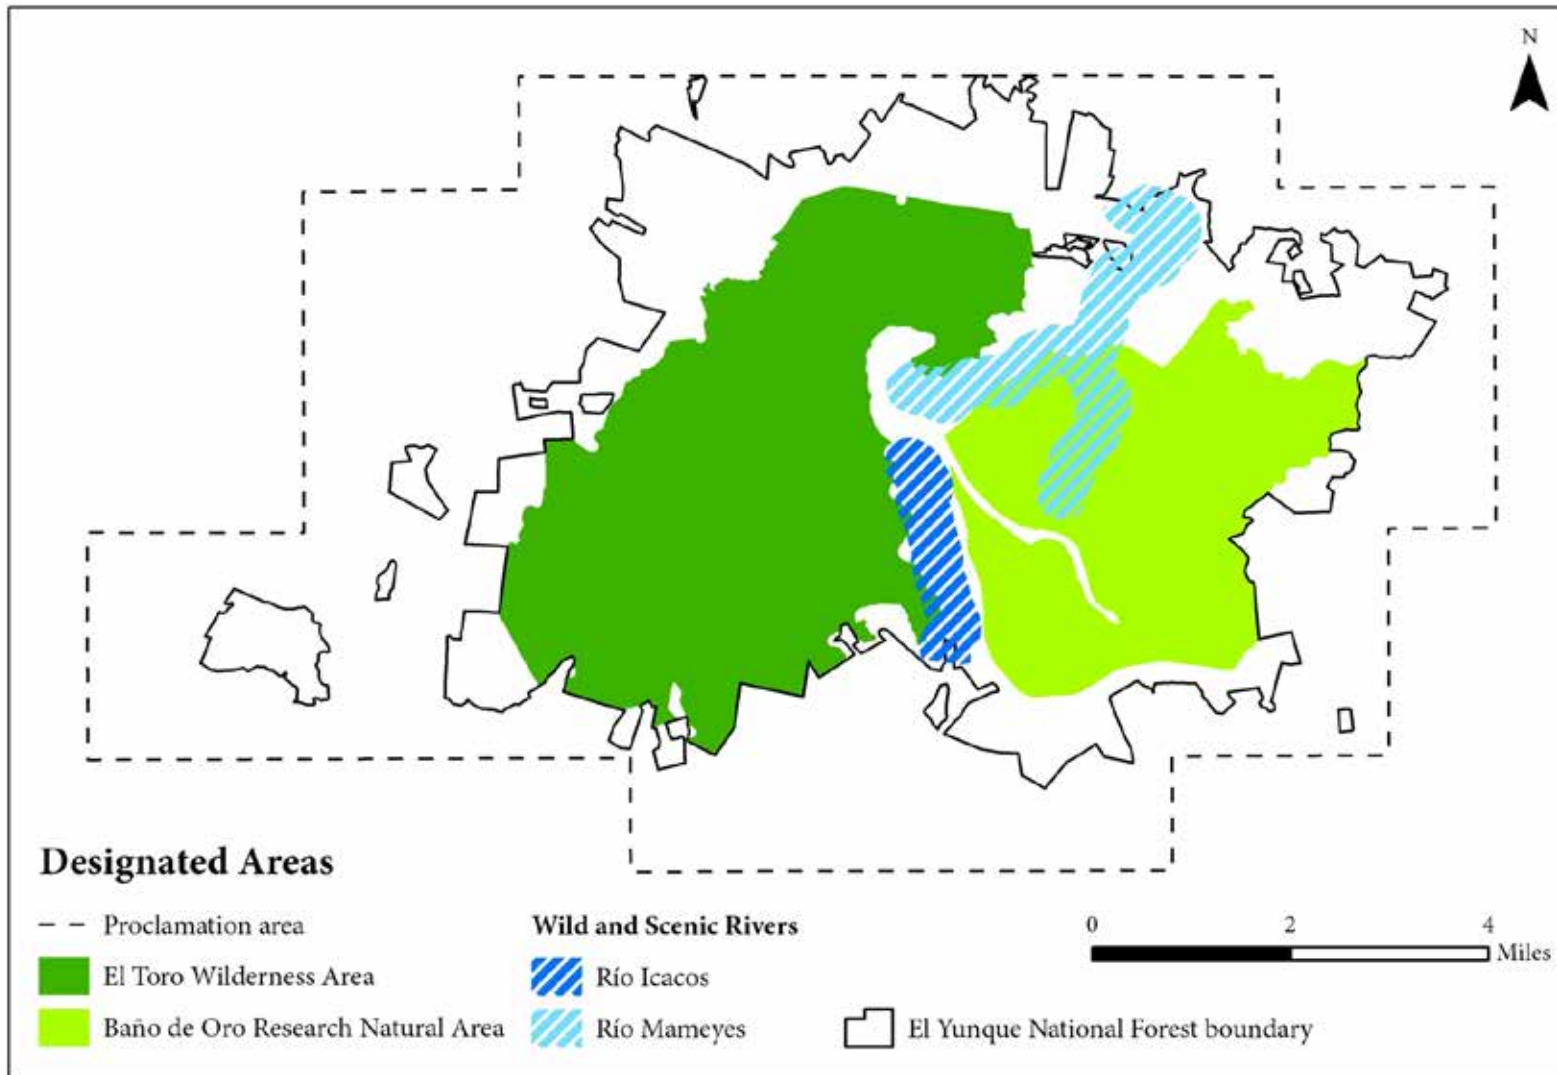 N
Designated Areas
Proclamation area
El Toro Wilderness Area
Baño de Oro Research Natural Area
Wild and Scenic Rivers
Río Icacos
Río Mameyes
El Yunque National Forest boundary
0 2 4
Miles